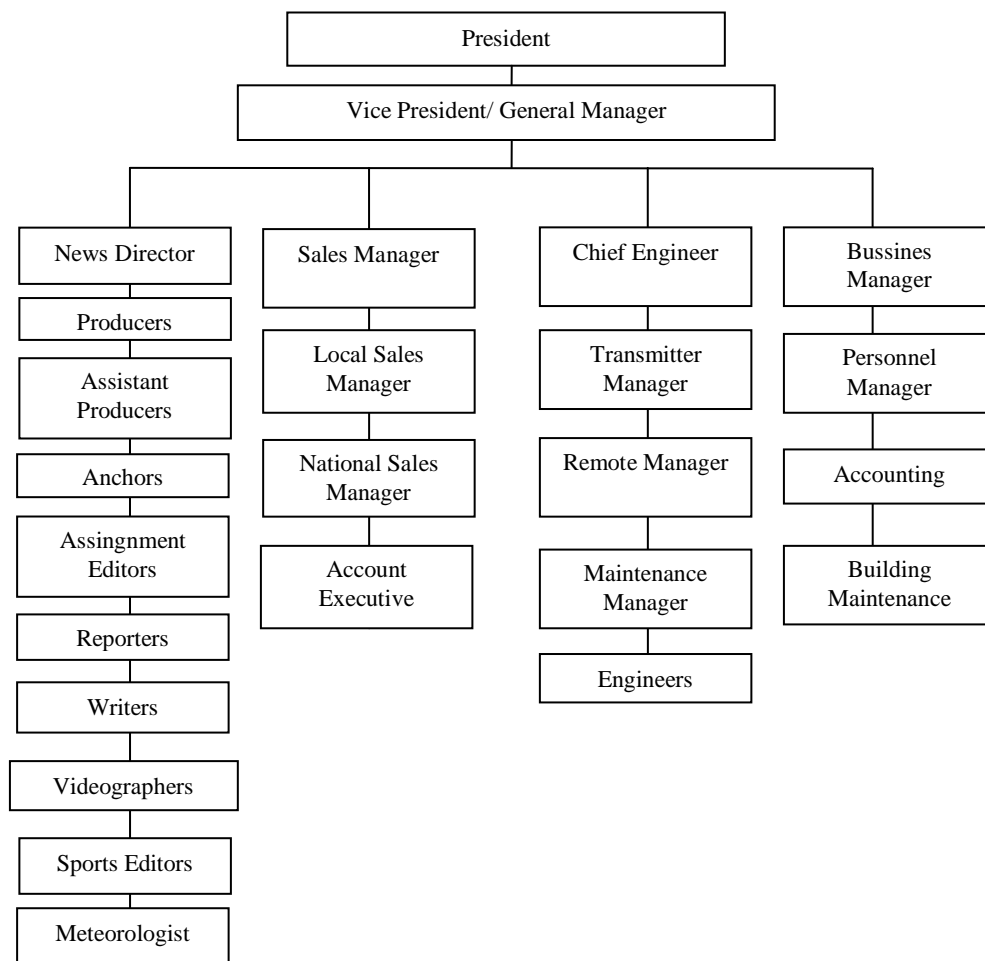 President
Vice President/ General Manager
News Director
Producers
Assistant
Producers
Anchors
Assingnment
Editors
Reporters
Writers
Videographers
Sports Editors
Meteorologist
Sales Manager
Local Sales
Manager
National Sales
Manager
Account
Executive
Chief Engineer
Transmitter
Manager
Remote Manager
Maintenance
Manager
Engineers
Bussines
Manager
Personnel
Manager
Accounting
Building
Maintenance